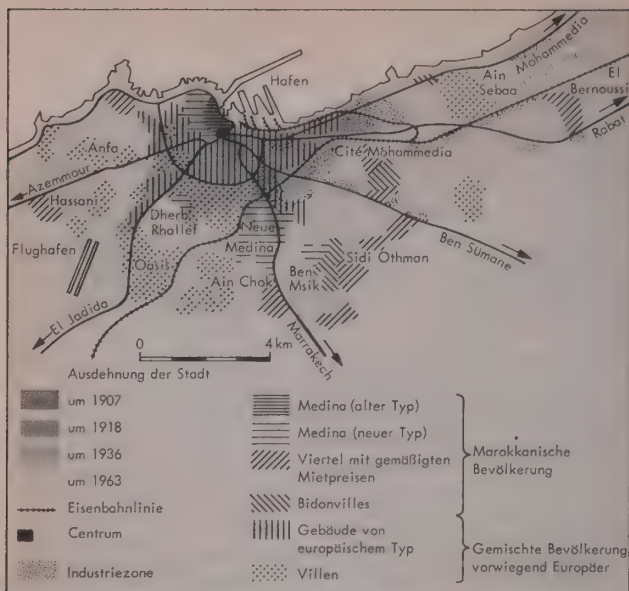 Hafen
Mohammedia
Ain
Sebaa
El
Bernoussi
Rabat
Anfa
Cité Mohammedia
Azemmour
Hassani
Dherb
Rhallef
Neue
Medina
Flughafen
Oasis
Sidi Othman
Ben Sümane
Ain Chok
Ben
Msik
El Jadida
Marrakech
0 4 km
Ausdehnung der Stadt
um 1907
um 1918
um 1936
um 1963
Eisenbahnlinie
Centrum
Industriezone
Medina (alter Typ)
Medina (neuer Typ)
Viertel mit gemäßigten
Mietpreisen
Bidonvilles
Marakkanische
Bevölkerung
Gebäude von
europäischem Typ
Villen
Gemischte Bevölkerung,
vorwiegend Europäer